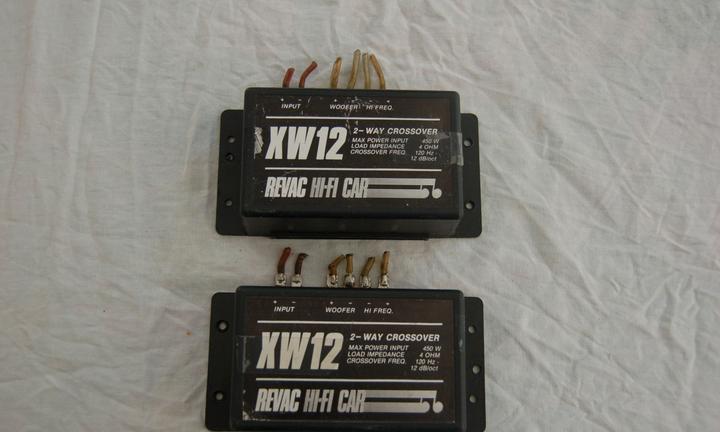 + - + - + -
INPUT WOOFER HI FREQ.
XW12
2-WAY CROSSOVER
MAX POWER INPUT 450 W
LOAD IMPEDANCE 4 OHM
CROSSOVER FREQ. 120 Hz -
12 dB/oct
REVAC HI-FI CAR
+ - + - - +
INPUT WOOFER HI FREQ.
XW12
2-WAY CROSSOVER
MAX POWER INPUT 450 W
LOAD IMPEDANCE 4 OHM
CROSSOVER FREQ. 120 Hz -
12 dB/oct
REVAC HI-FI CAR